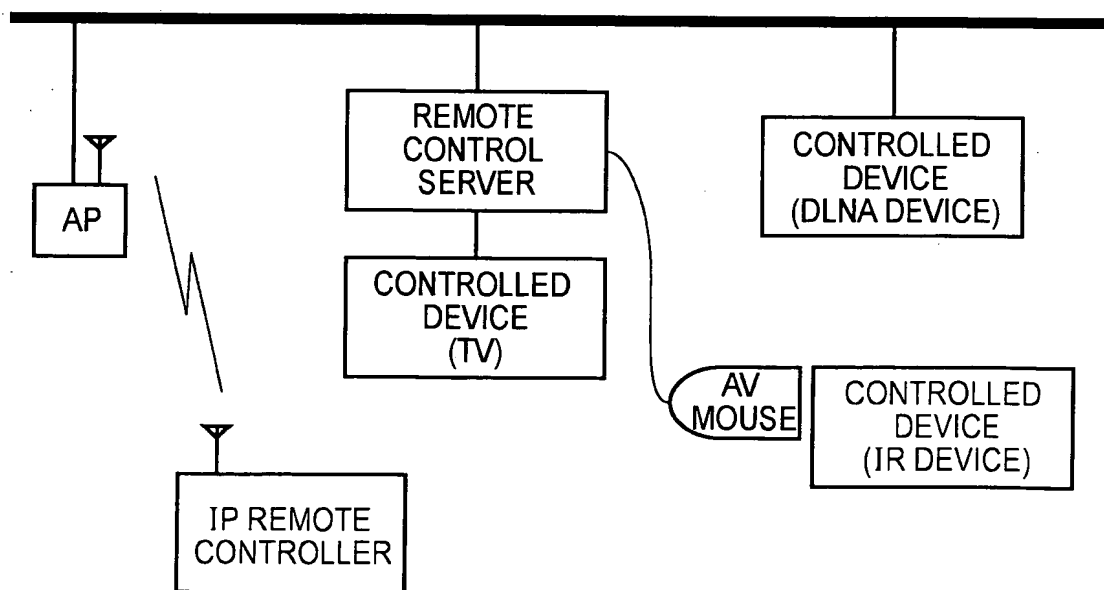 REMOTE
CONTROL
SERVER
CONTROLLED
DEVICE
(DLNA DEVICE)
AP
CONTROLLED
DEVICE
(TV)
AV
MOUSE
CONTROLLED
DEVICE
(IR DEVICE)
IP REMOTE
CONTROLLER